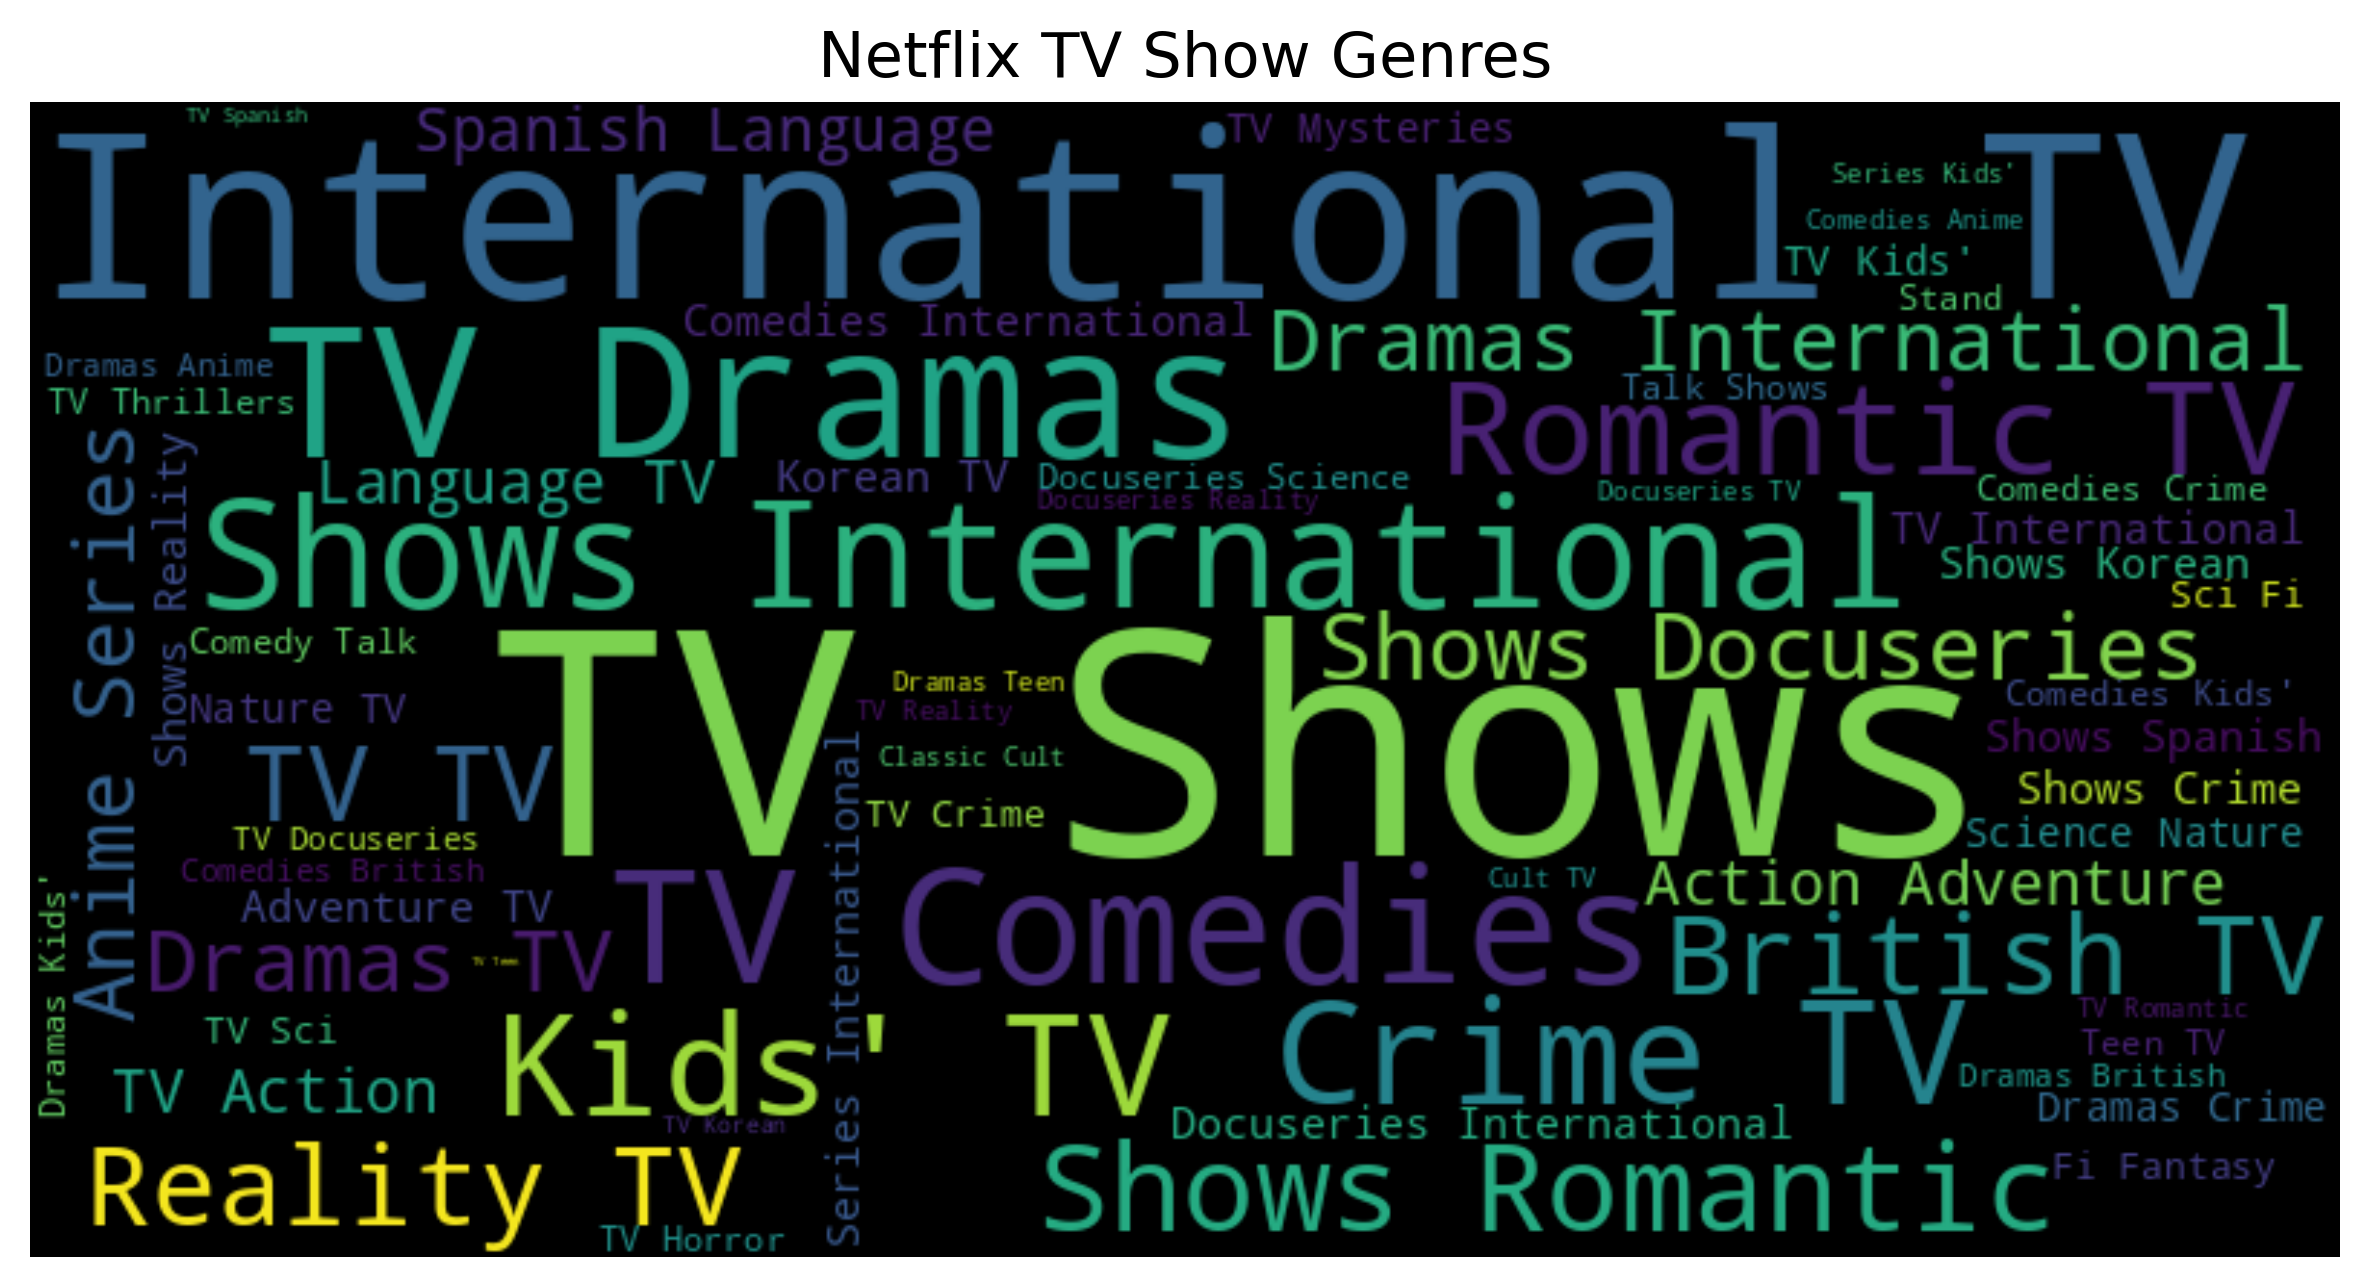 Netflix TV Show Genres
TV Spanish
Spanish Language
TV Mysteries
International TV
Series Kids'
Comedies Anime
TV Kids'
Stand
Comedies International
Dramas International
Dramas Anime
TV Dramas
TV Thrillers
Talk Shows
Romantic TV
Anime Series
Shows Reality
Language TV
Korean TV
Docuseries Science
Docuseries Reality
Docuseries TV
Comedies Crime
Shows International
TV International
Shows Korean
Sci Fi
Comedy Talk
TV Shows
Shows Docuseries
Dramas Teen
Comedies Kids'
Nature TV
TV Reality
Shows Spanish
Classic Cult
TV TV
Series International
Shows Crime
TV Crime
Science Nature
TV Docuseries
Comedies British
TV Comedies
Cult TV
Action Adventure
Dramas Kids'
Adventure TV
British TV
Dramas TV
TV Teen
TV Sci
Kids' TV
Crime TV
TV Romantic
Teen TV
TV Action
Dramas British
Dramas Crime
TV Korean
Docuseries International
Reality TV
Shows Romantic
Fi Fantasy
TV Horror